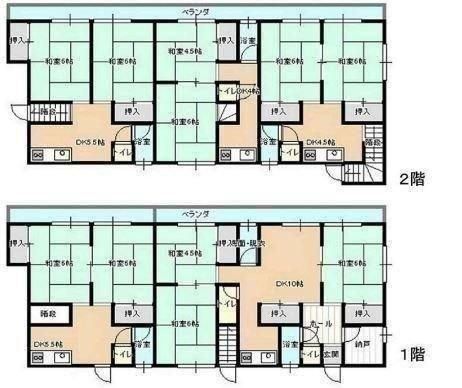 ベランダ
押入
和室6帖
和室6帖
和室4.5帖
押入
浴室
和室6帖
和室6帖
トイレ
DK4帖
階段
押入
和室6帖
押入
押入
DK5.5帖
トイレ
浴室
浴室
トイレ
DK4.5帖
階段
2階
ベランダ
押入
和室6帖
和室6帖
和室4.5帖
押入
洗面・脱衣
DK10帖
和室6帖
トイレ
階段
押入
和室6帖
押入
押入
ホール
DK5.5帖
トイレ
浴室
浴室
トイレ
玄関
納戸
1階